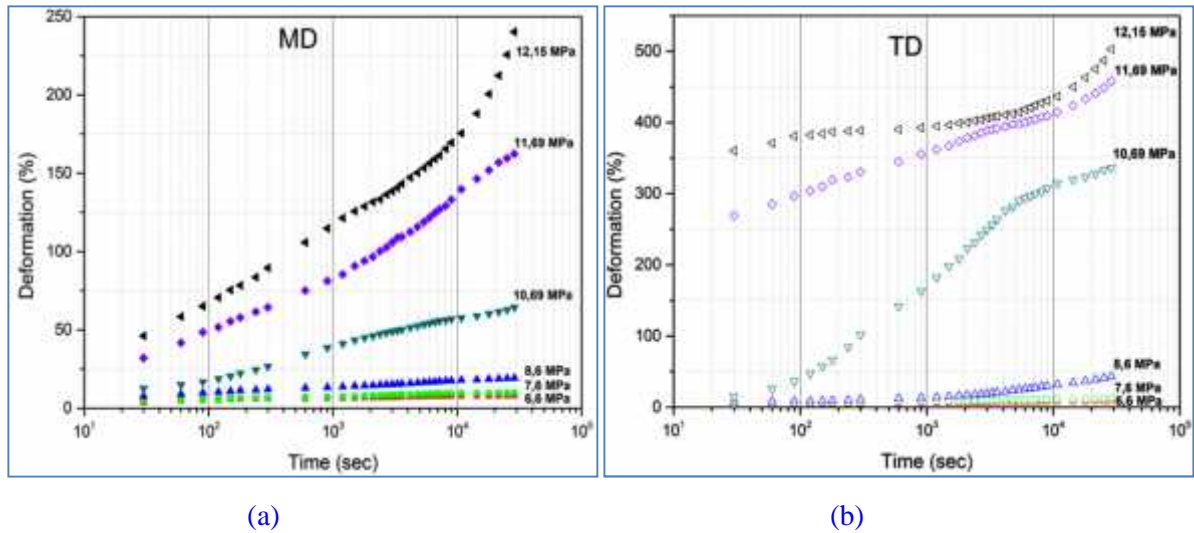 MD
250
200
150
100
50
0
Deformation (%)
12,15 MPa
11,69 MPa
10,69 MPa
8,6 MPa
7,6 MPa
6,6 MPa
10¹ 10² 10³ 10⁴ 10⁵
Time (sec)
(a)
TD
500
400
300
200
100
0
Deformation (%)
12,15 MPa
11,69 MPa
10,69 MPa
8,6 MPa
7,6 MPa
6,6 MPa
10¹ 10² 10³ 10⁴ 10⁵
Time (sec)
(b)